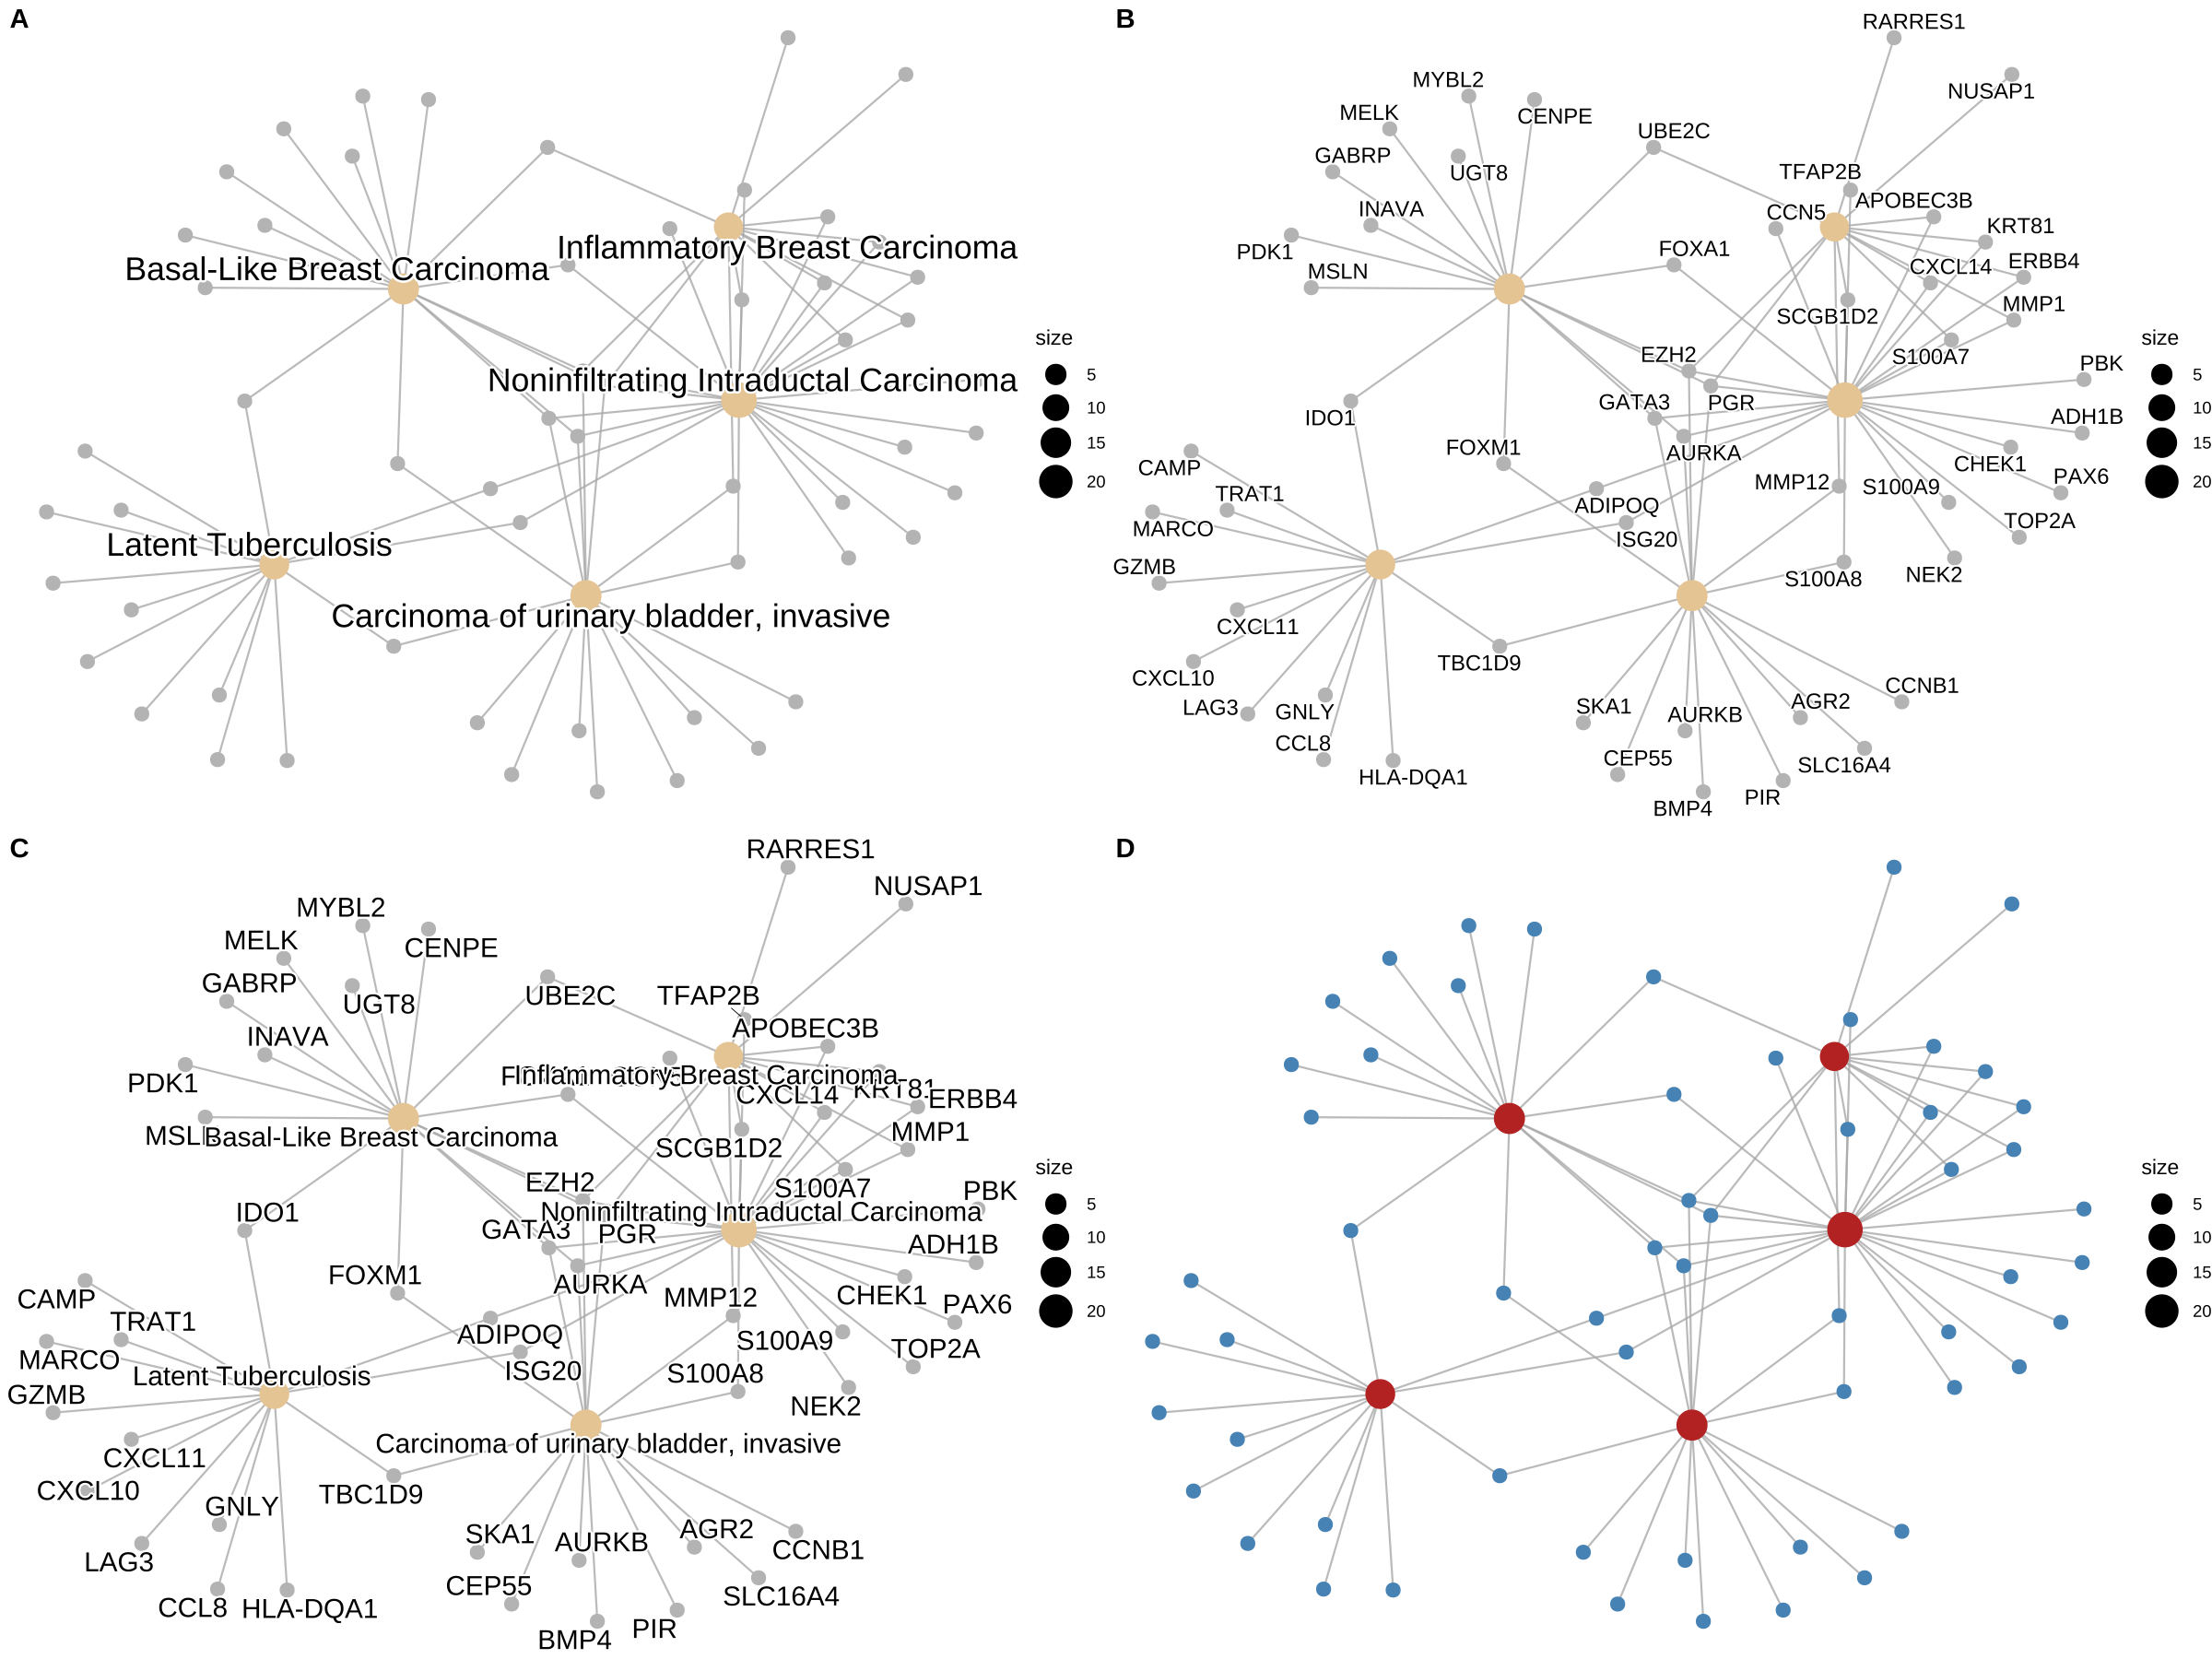 A
Inflammatory Breast Carcinoma
Basal-Like Breast Carcinoma
Noninfiltrating Intraductal Carcinoma
Latent Tuberculosis
Carcinoma of urinary bladder, invasive
size
5
10
15
20
B
RARRES1
MYBL2
NUSAP1
MELK
CENPE
UBE2C
GABRP
UGT8
TFAP2B
APOBEC3B
INAVA
CCN5
KRT81
PDK1
FOXA1
MSLN
CXCL14
ERBB4
MMP1
SCGB1D2
EZH2
S100A7
PBK
GATA3
PGR
IDO1
ADH1B
FOXM1
AURKA
CHEK1
CAMP
MMP12
S100A9
PAX6
TRAT1
ADIPOQ
MARCO
TOP2A
ISG20
GZMB
S100A8
NEK2
CXCL11
TBC1D9
CXCL10
LAG3
GNLY
SKA1
AURKB
AGR2
CCNB1
CCL8
CEP55
SLC16A4
HLA-DQA1
BMP4
PIR
size
5
10
15
20
C
RARRES1
NUSAP1
MYBL2
MELK
CENPE
GABRP
UGT8
UBE2C
TFAP2B
INAVA
APOBEC3B
Inflammatory Breast Carcinoma
PDK1
CXCL14
KRT81
ERBB4
Basal-Like Breast Carcinoma
SCGB1D2
MMP1
EZH2
S100A7
PBK
IDO1
Noninfiltrating Intraductal Carcinoma
GATA3
PGR
ADH1B
FOXM1
AURKA
CAMP
MMP12
CHEK1
PAX6
TRAT1
ADIPOQ
S100A9
TOP2A
MARCO
Latent Tuberculosis
ISG20
S100A8
GZMB
NEK2
CXCL11
Carcinoma of urinary bladder, invasive
CXCL10
GNLY
TBC1D9
LAG3
SKA1
AURKB
AGR2
CCNB1
CCL8
HLA-DQA1
CEP55
SLC16A4
BMP4
PIR
size
5
10
15
20
D
size
5
10
15
20